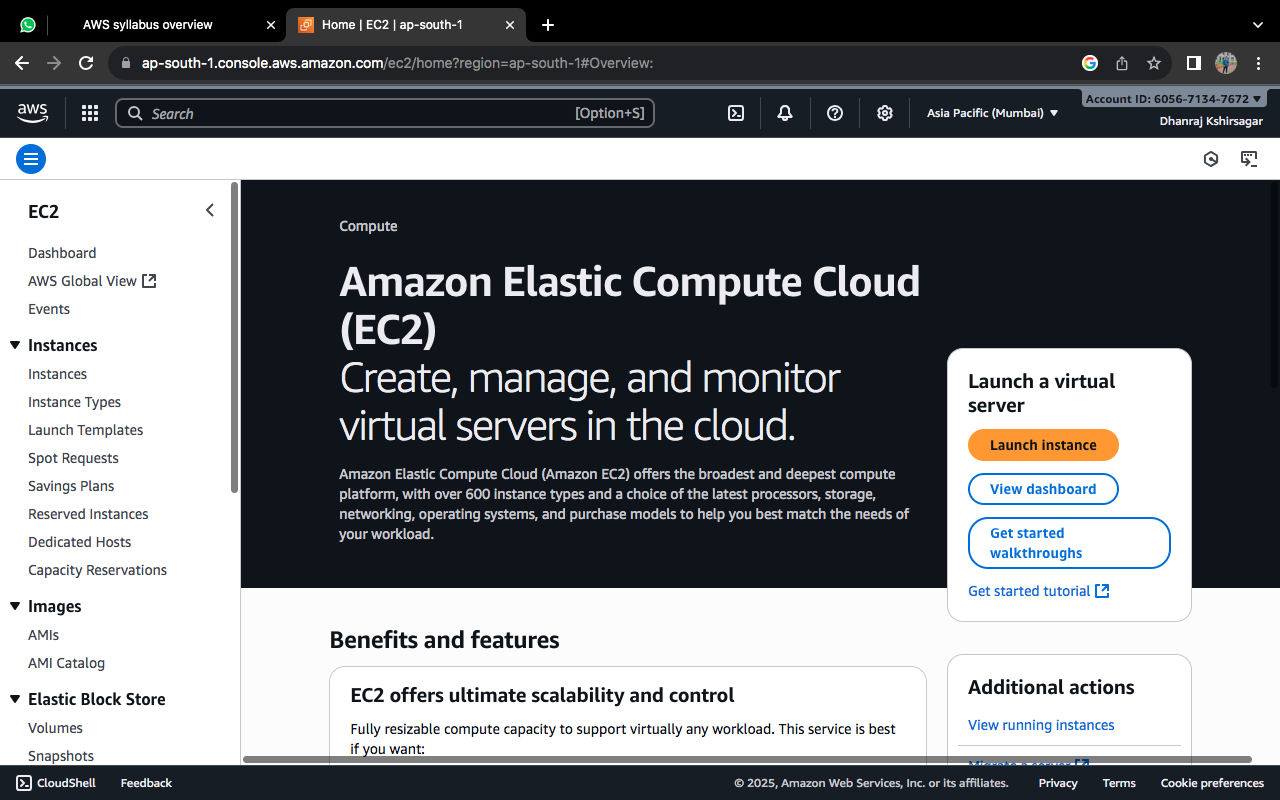 AWS syllabus overview
Home | EC2 | ap-south-1
ap-south-1.console.aws.amazon.com/ec2/home?region=ap-south-1#Overview:
aws
Search
[Option+S]
Asia Pacific (Mumbai)
Account ID: 6056-7134-7672
Dhanraj Kshirsagar
EC2
Dashboard
AWS Global View
Events
Instances
Instances
Instance Types
Launch Templates
Spot Requests
Savings Plans
Reserved Instances
Dedicated Hosts
Capacity Reservations
Images
AMIs
AMI Catalog
Elastic Block Store
Volumes
Snapshots
Compute
Amazon Elastic Compute Cloud
(EC2)
Create, manage, and monitor
virtual servers in the cloud.
Amazon Elastic Compute Cloud (Amazon EC2) offers the broadest and deepest compute
platform, with over 600 instance types and a choice of the latest processors, storage,
networking, operating systems, and purchase models to help you best match the needs of
your workload.
Launch a virtual
server
Launch instance
View dashboard
Get started
walkthroughs
Get started tutorial
Benefits and features
EC2 offers ultimate scalability and control
Fully resizable compute capacity to support virtually any workload. This service is best
if you want:
Additional actions
View running instances
Migrate a server
CloudShell
Feedback
© 2025, Amazon Web Services, Inc. or its affiliates.
Privacy
Terms
Cookie preferences